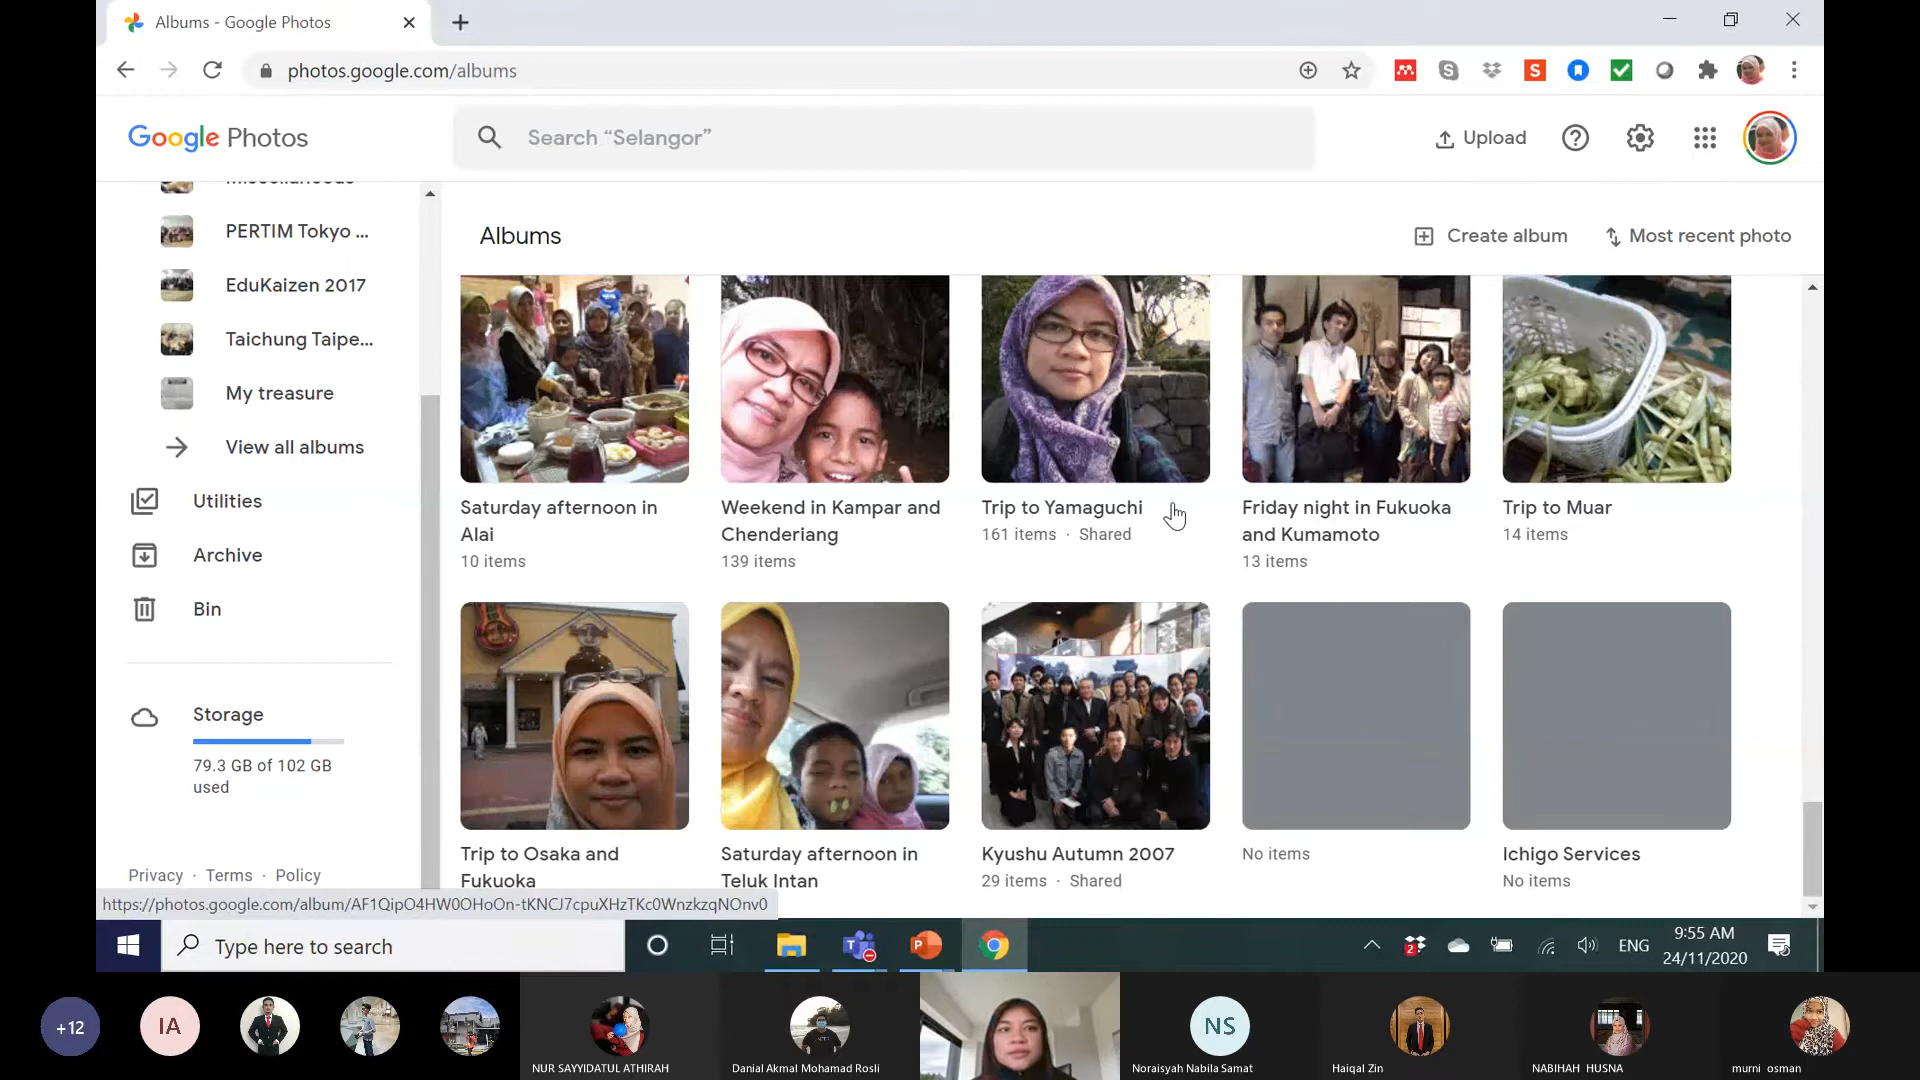 Albums - Google Photos
photos.google.com/albums
Google Photos
Search “Selangor”
Upload
Miscellaneous
PERTIM Tokyo ...
EduKaizen 2017
Taichung Taipe...
My treasure
View all albums
Utilities
Archive
Bin
Storage
79.3 GB of 102 GB
used
Privacy · Terms · Policy
https://photos.google.com/album/AF1QipO4HW0OHoOn-tKNCJ7cpuXHzTKc0WnzkzqNOnv0
Albums
Create album
Most recent photo
Saturday afternoon in
Alai
10 items
Weekend in Kampar and
Chenderiang
139 items
Trip to Yamaguchi
161 items · Shared
Friday night in Fukuoka
and Kumamoto
13 items
Trip to Muar
14 items
Trip to Osaka and
Fukuoka
Saturday afternoon in
Teluk Intan
Kyushu Autumn 2007
29 items · Shared
No items
Ichigo Services
No items
Type here to search
2
ENG
9:55 AM
24/11/2020
+12
IA
NUR SAYYIDATUL ATHIRAH
Danial Akmal Mohamad Rosli
NS
Noraisyah Nabila Samat
Haiqal Zin
NABIHAH HUSNA
murni osman